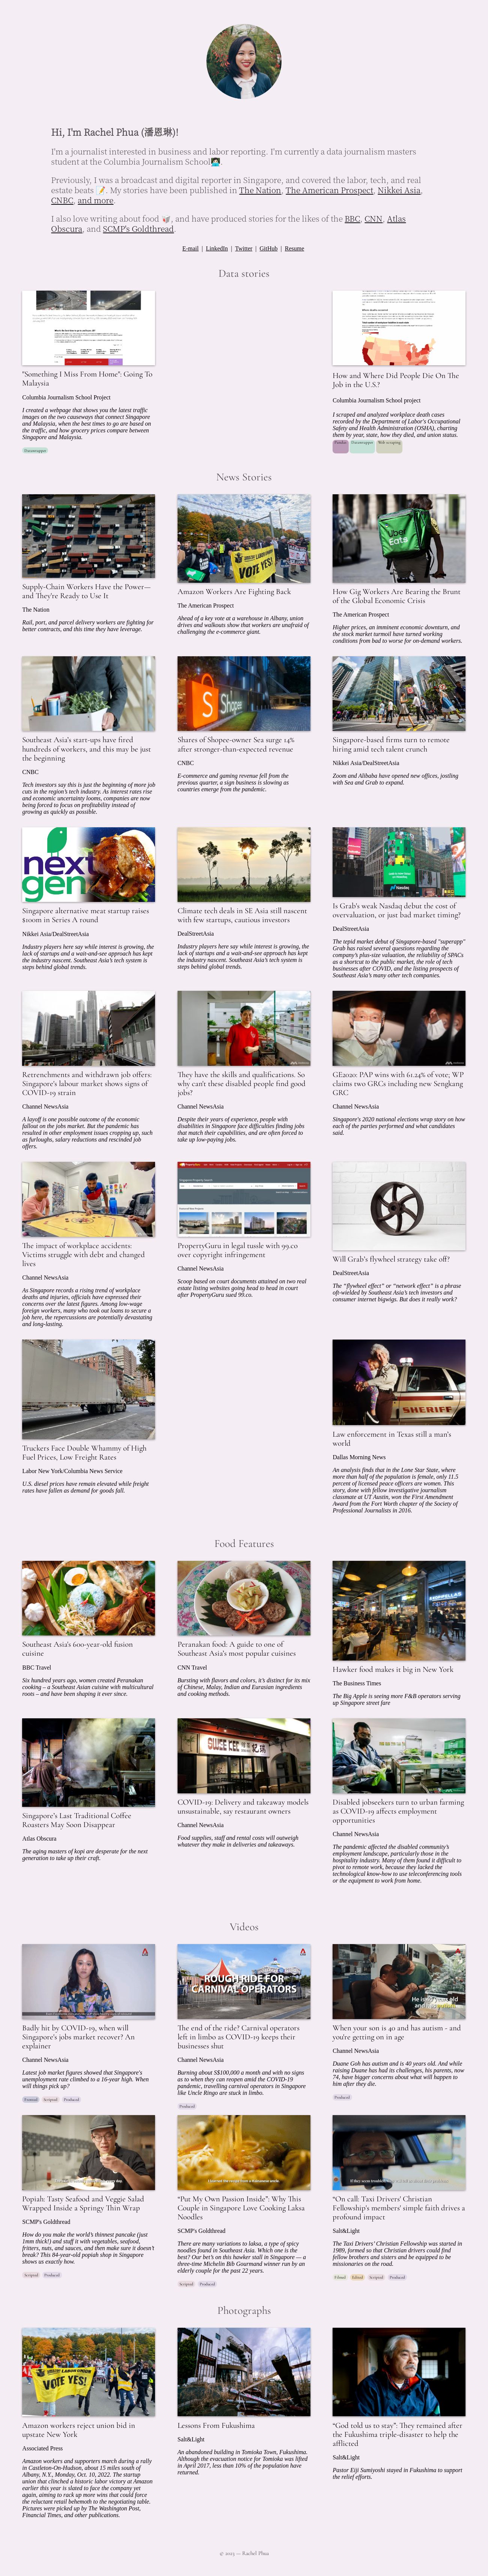 Hi, I'm Rachel Phua (潘恩琳)!
I'm a journalist interested in business and labor reporting. I'm currently a data journalism masters
student at the Columbia Journalism School👩🏻‍💻
Previously, I was a broadcast and digital reporter in Singapore, and covered the labor, tech, and real
estate beats 📝. My stories have been published in The Nation, The American Prospect, Nikkei Asia,
CNBC, and more.
I also love writing about food 🥡, and have produced stories for the likes of the BBC, CNN, Atlas
Obscura, and SCMP's Goldthread.
E-mail | LinkedIn | Twitter | GitHub | Resume
Data stories
"Something I Miss From Home": Going To
Malaysia
Columbia Journalism School Project
I created a webpage that shows you the latest traffic
images on the two causeways that connect Singapore
and Malaysia, when the best times to go are based on
the traffic, and how grocery prices compare between
Singapore and Malaysia.
Datawrapper
How and Where Did People Die On The
Job in the U.S.?
Columbia Journalism School project
I scraped and analyzed workplace death cases
recorded by the Department of Labor's Occupational
Safety and Health Administration (OSHA), charting
them by year, state, how they died, and union status.
Pandas Datawrapper Web scraping
News Stories
Supply-Chain Workers Have the Power—
and They're Ready to Use It
The Nation
Rail, port, and parcel delivery workers are fighting for
better contracts, and this time they have leverage.
VOTE YES!
Amazon Workers Are Fighting Back
The American Prospect
Ahead of a key vote at a warehouse in Albany, union
drives and walkouts show that workers are unafraid of
challenging the e-commerce giant.
Uber
Eats
How Gig Workers Are Bearing the Brunt
of the Global Economic Crisis
The American Prospect
Higher prices, an imminent economic downturn, and
the stock market turmoil have turned working
conditions from bad to worse for on-demand workers.
Southeast Asia's start-ups have fired
hundreds of workers, and this may be just
the beginning
CNBC
Tech investors say this is just the beginning of more job
cuts in the region's tech industry. As interest rates rise
and economic uncertainty looms, companies are now
being forced to focus on profitability instead of
growing as quickly as possible.
Shares of Shopee-owner Sea surge 14%
after stronger-than-expected revenue
CNBC
E-commerce and gaming revenue fell from the
previous quarter, a sign business is slowing as
countries emerge from the pandemic.
Singapore-based firms turn to remote
hiring amid tech talent crunch
Nikkei Asia/DealStreetAsia
Zoom and Alibaba have opened new offices, jostling
with Sea and Grab to expand.
next
gen
Singapore alternative meat startup raises
$100m in Series A round
Nikkei Asia/DealStreetAsia
Industry players here say while interest is growing, the
lack of startups and a wait-and-see approach has kept
the industry nascent. Southeast Asia's tech system is
steps behind global trends.
Climate tech deals in SE Asia still nascent
with few startups, cautious investors
DealStreetAsia
Industry players here say while interest is growing, the
lack of startups and a wait-and-see approach has kept
the industry nascent. Southeast Asia's tech system is
steps behind global trends.
Is Grab's weak Nasdaq debut the cost of
overvaluation, or just bad market timing?
DealStreetAsia
The tepid market debut of Singapore-based "superapp"
Grab has raised several questions regarding the
company's plus-size valuation, the reliability of SPACs
as a shortcut to the public market, the role of tech
businesses after COVID, and the listing prospects of
Southeast Asia's many other tech companies.
Retrenchments and withdrawn job offers:
Singapore's labour market shows signs of
COVID-19 strain
Channel NewsAsia
A layoff is one possible outcome of the economic
fallout on the jobs market. But the pandemic has
resulted in other employment issues cropping up, such
as furloughs, salary reductions and rescinded job
offers.
They have the skills and qualifications. So
why can't these disabled people find good
jobs?
Channel NewsAsia
Despite their years of experience, people with
disabilities in Singapore face difficulties finding jobs
that match their capabilities, and are often forced to
take up low-paying jobs.
GE2020: PAP wins with 61.24% of vote; WP
claims two GRCs including new Sengkang
GRC
Channel NewsAsia
Singapore's 2020 national elections wrap story on how
each of the parties performed and what candidates
said.
The impact of workplace accidents:
Victims struggle with debt and changed
lives
Channel NewsAsia
As Singapore records a rising trend of workplace
deaths and injuries, officials have expressed their
concerns over the latest figures. Among low-wage
foreign workers, many who took out loans to secure a
job here, the repercussions are potentially devastating
and long-lasting.
PropertyGuru in legal tussle with 99.co
over copyright infringement
Channel NewsAsia
Scoop based on court documents attained on two real
estate listing websites going head to head in court
after PropertyGuru sued 99.co.
Will Grab's flywheel strategy take off?
DealStreetAsia
The “flywheel effect” or “network effect” is a phrase
oft-wielded by Southeast Asia's tech investors and
consumer internet bigwigs. But does it really work?
Truckers Face Double Whammy of High
Fuel Prices, Low Freight Rates
Labor New York/Columbia News Service
U.S. diesel prices have remain elevated while freight
rates have fallen as demand for goods fall.
SHERIFF
Law enforcement in Texas still a man's
world
Dallas Morning News
An analysis finds that in the Lone Star State, where
more than half of the population is female, only 11.5
percent of licensed peace officers are women. This
story, done with fellow investigative journalism
classmate at UT Austin, won the First Amendment
Award from the Fort Worth chapter of the Society of
Professional Journalists in 2016.
Food Features
Southeast Asia's 600-year-old fusion
cuisine
BBC Travel
Six hundred years ago, women created Peranakan
cooking – a Southeast Asian cuisine with multicultural
roots – and have been shaping it ever since.
Peranakan food: A guide to one of
Southeast Asia's most popular cuisines
CNN Travel
Bursting with flavors and colors, it's distinct for its mix
of Chinese, Malay, Indian and Eurasian ingredients
and cooking methods.
Hawker food makes it big in New York
The Business Times
The Big Apple is seeing more F&B operators serving
up Singapore street fare
Singapore's Last Traditional Coffee
Roasters May Soon Disappear
Atlas Obscura
The aging masters of kopi are desperate for the next
generation to take up their craft.
GWEE KEE
COVID-19: Delivery and takeaway models
unsustainable, say restaurant owners
Channel NewsAsia
Food supplies, staff and rental costs will outweigh
whatever they make in deliveries and takeaways.
Disabled jobseekers turn to urban farming
as COVID-19 affects employment
opportunities
Channel NewsAsia
The pandemic affected the disabled community's
employment landscape, particularly those in the
hospitality industry. Many of them found it difficult to
pivot to remote work, because they lacked the
technological know-how to use teleconferencing tools
or the equipment to work from home.
Videos
Badly hit by COVID-19, when will
Singapore's jobs market recover? An
explainer
Channel NewsAsia
Latest job market figures showed that Singapore's
unemployment rate climbed to a 16-year high. When
will things pick up?
Scripted Produced
ROUGH RIDE FOR
CARNIVAL OPERATORS
The end of the ride? Carnival operators
left in limbo as COVID-19 keeps their
businesses shut
Channel NewsAsia
Burning about S$100,000 a month and with no signs
as to when they can reopen amid the COVID-19
pandemic, travelling carnival operators in Singapore
like Uncle Ringo are stuck in limbo.
Produced
When your son is 40 and has autism - and
you're getting on in age
Channel NewsAsia
Duane Goh has autism and is 40 years old. And while
raising Duane has had its challenges, his parents, now
74, have bigger concerns about what will happen to
him after they die.
Produced
Popiah: Tasty Seafood and Veggie Salad
Wrapped Inside a Springy Thin Wrap
SCMP's Goldthread
How do you make the world's thinnest pancake (just
1mm thick!) and stuff it with vegetables, seafood,
fritters, nuts, and sauces, and then make sure it doesn't
break? This 84-year-old popiah shop in Singapore
shows us exactly how.
Scripted Produced
“Put My Own Passion Inside”: Why This
Couple in Singapore Love Cooking Laksa
Noodles
SCMP's Goldthread
There are many variations to laksa, a type of spicy
noodles found in Southeast Asia. Which one is the
best? Our bet's on this hawker stall in Singapore — a
three-time Michelin Bib Gourmand winner run by an
elderly couple for the past 22 years.
Scripted Produced
“On call: Taxi Drivers' Christian
Fellowship's members' simple faith drives a
profound impact
Salt&Light
The Taxi Drivers' Christian Fellowship was started in
1989, formed so that Christian drivers could find
fellow brothers and sisters and be equipped to be
missionaries on the road.
Filmed Edited Scripted Produced
Photographs
VOTE YES!
Amazon workers reject union bid in
upstate New York
Associated Press
Amazon workers and supporters march during a rally
in Castleton-On-Hudson, about 15 miles south of
Albany, N.Y., Monday, Oct. 10, 2022. The startup
union that clinched a historic labor victory at Amazon
earlier this year is slated to face the company yet
again, aiming to rack up more wins that could force
the reluctant retail behemoth to the negotiating table.
Pictures were picked up by The Washington Post,
Financial Times, and other publications.
Lessons From Fukushima
Salt&Light
An abandoned building in Tomioka Town, Fukushima.
Although the evacuation notice for Tomioka was lifted
in April 2017, less than 10% of the population have
returned.
“God told us to stay”: They remained after
the Fukushima triple-disaster to help the
afflicted
Salt&Light
Pastor Eiji Sumiyoshi stayed in Fukushima to support
the relief efforts.
© 2023 — Rachel Phua